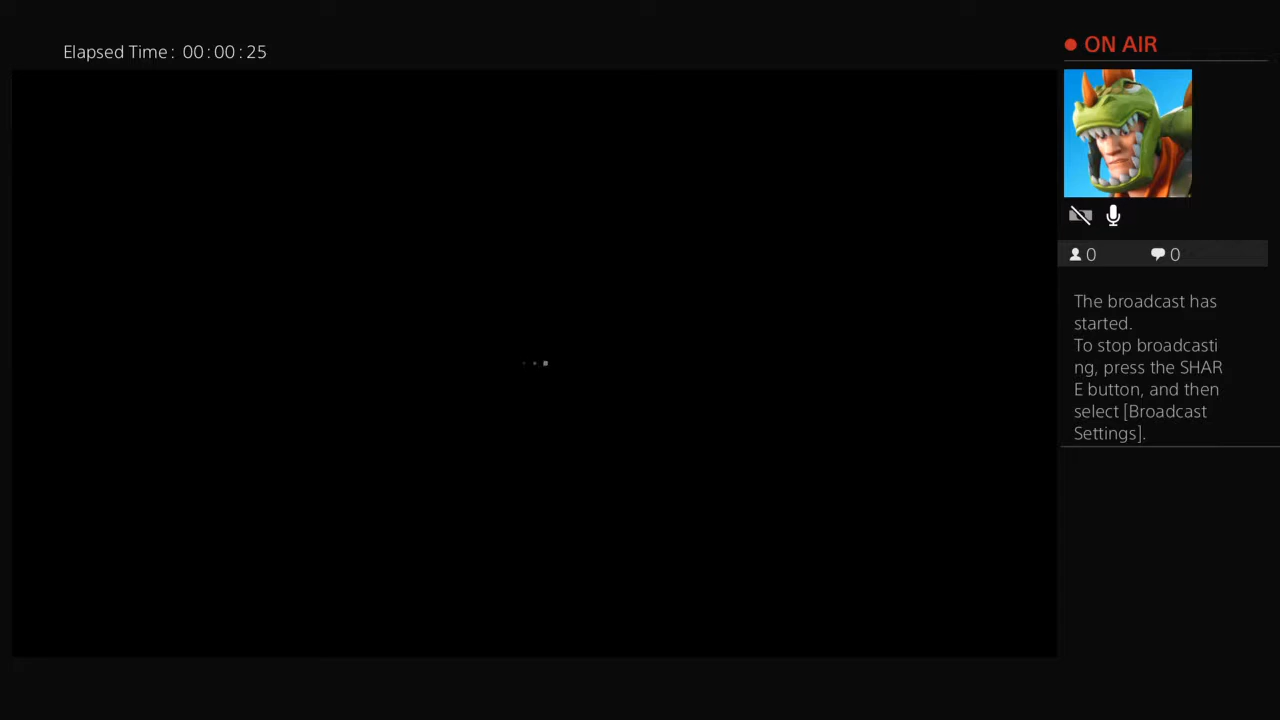 Elapsed Time: 00:00:25
ON AIR
0
0
The broadcast has
started.
To stop broadcasti
ng, press the SHAR
E button, and then
select [Broadcast
Settings].